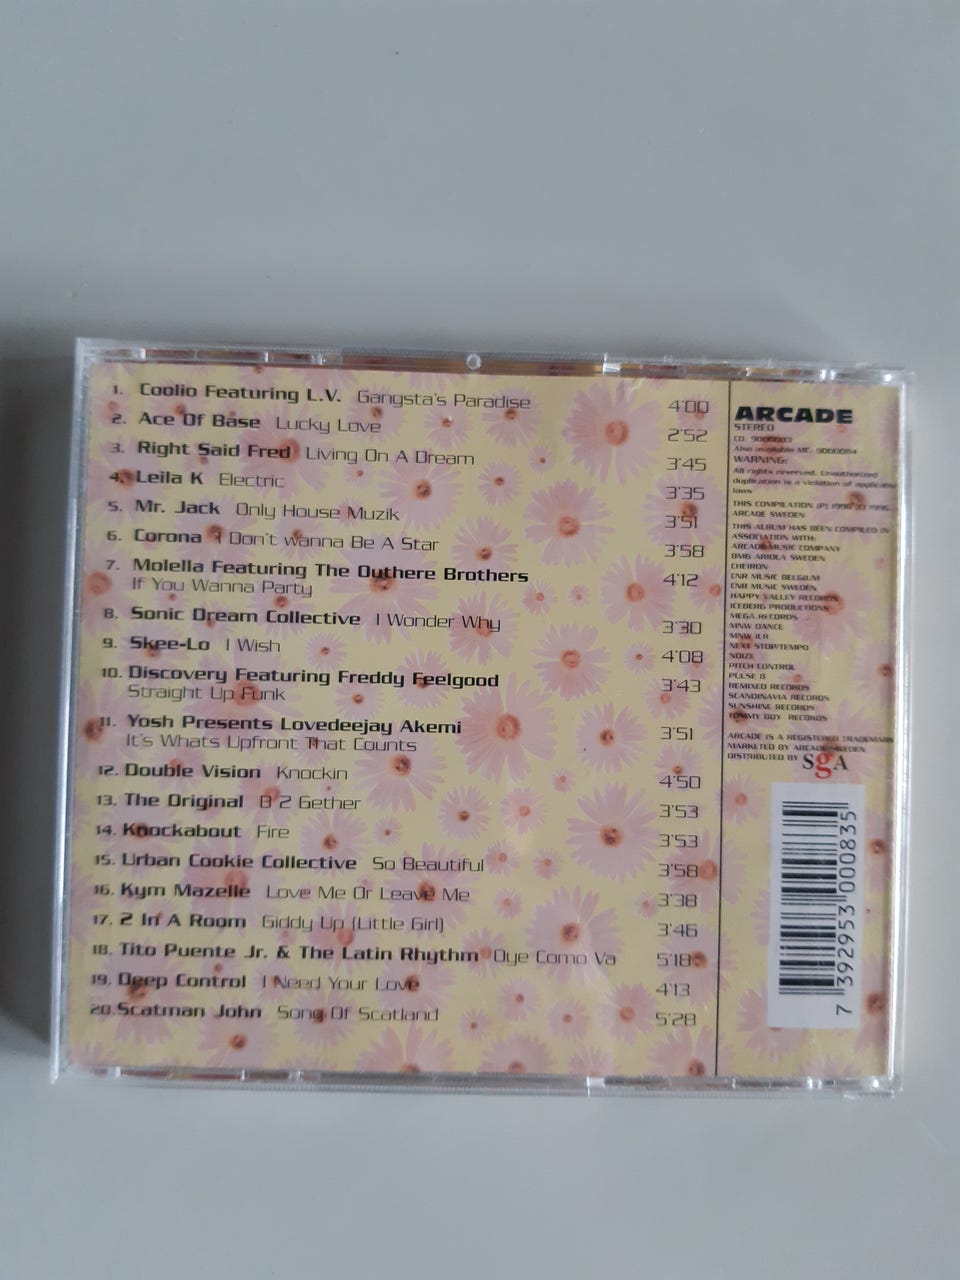 1. Coolio Featuring L.V. Gangsta's Paradise 4'00
2. Ace Of Base Lucky Love 2'52
3. Right Said Fred Living On A Dream 3'45
4. Leila K Electric 3'35
5. Mr. Jack Only House Muzik 3'51
6. Corona I Don't wanna Be A Star 3'58
7. Molella Featuring The Outhere Brothers 4'12
If You Wanna Party
8. Sonic Dream Collective I Wonder Why 3'30
9. Skee-Lo I Wish 4'08
10. Discovery Featuring Freddy Feelgood 3'43
Straight Up Funk
11. Yosh Presents Lovedeejay Akemi 3'51
It's Whats Upfront That Counts
12. Double Vision Knockin 4'50
13. The Original B 2 Gether 3'53
14. Knockabout Fire 3'53
15. Urban Cookie Collective So Beautiful 3'58
16. Kym Mazelle Love Me Or Leave Me 3'38
17. 2 In A Room Giddy Up (Little Girl) 3'46
18. Tito Puente Jr. & The Latin Rhythm Oye Como Va 5'18
19. Deep Control I Need Your Love 4'13
20. Scatman John Song Of Scatland 5'28
ARCADE
STEREO
CD: 9000083
Also available MC: 9000084
WARNING:
All rights reserved. Unauthorized
duplication is a violation of applicable
laws
THIS COMPILATION (P) 1996 (C) 1996
ARCADE SWEDEN
THIS ALBUM HAS BEEN COMPILED IN
ASSOCIATION WITH:
ARCADE MUSIC COMPANY
BMG ARIOLA SWEDEN
CHEIRON
CNR MUSIC BELGIUM
CNR MUSIC SWEDEN
HAPPY VALLEY RECORDS
ICEBERG PRODUCTIONS
MEGA RECORDS
MNW DANCE
MNW ILR
NEXT STOP/TEMPO
NOIZE
PITCH CONTROL
PULSE 8
REMIXED RECORDS
SCANDINAVIA RECORDS
SUNSHINE RECORDS
TOMMY BOY RECORDS
ARCADE IS A REGISTERED TRADEMARK
MARKETED BY ARCADE SWEDEN
DISTRIBUTED BY SgA
7 392953 000835